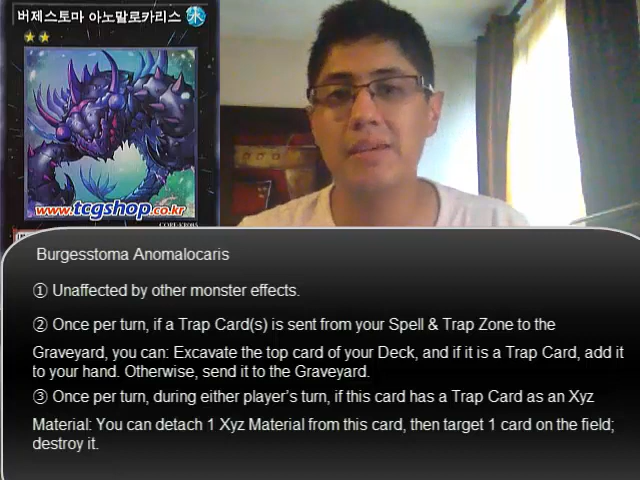 버제스토마 아노말로카리스 水
www.tcgshop.co.kr
CORE-KR085
Burgesstoma Anomalocaris
① Unaffected by other monster effects.
② Once per turn, if a Trap Card(s) is sent from your Spell & Trap Zone to the
Graveyard, you can: Excavate the top card of your Deck, and if it is a Trap Card, add it
to your hand. Otherwise, send it to the Graveyard.
③ Once per turn, during either player's turn, if this card has a Trap Card as an Xyz
Material: You can detach 1 Xyz Material from this card, then target 1 card on the field;
destroy it.